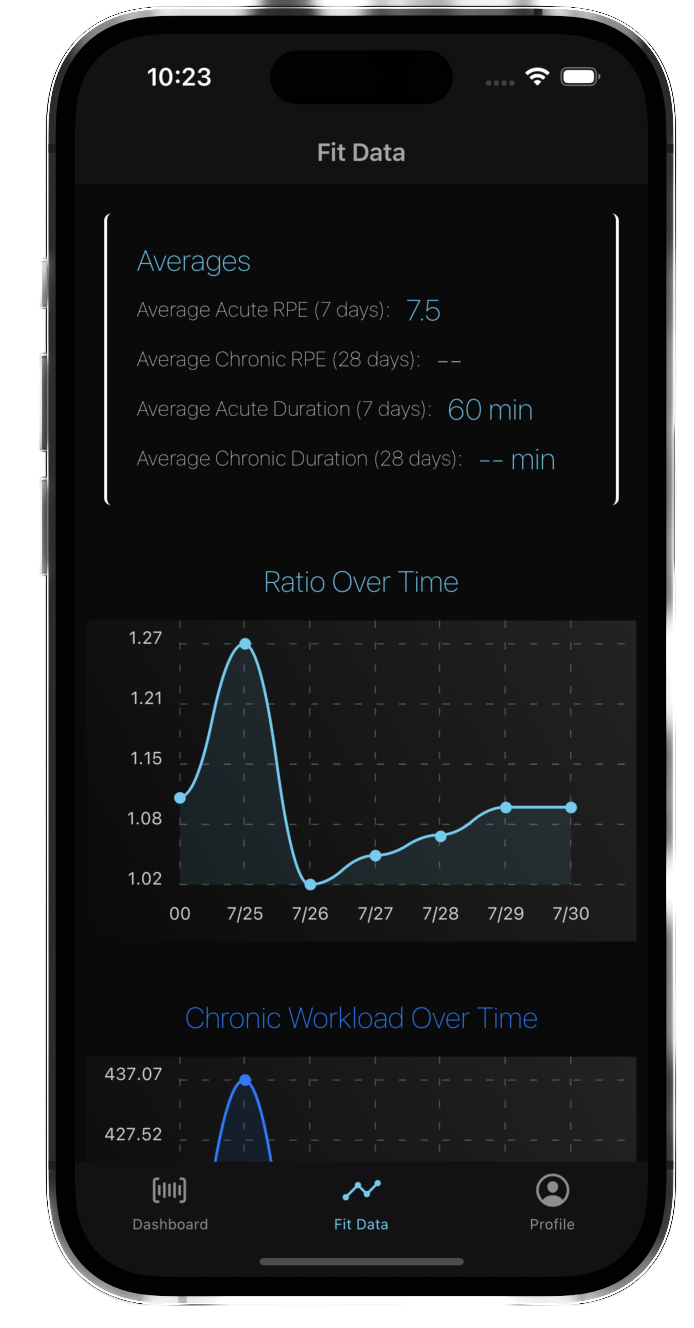 10:23
Fit Data
Averages
Average Acute RPE (7 days): 7.5
Average Chronic RPE (28 days): --
Average Acute Duration (7 days): 60 min
Average Chronic Duration (28 days): -- min
Ratio Over Time
1.27
1.21
1.15
1.08
1.02
00 7/25 7/26 7/27 7/28 7/29 7/30
Chronic Workload Over Time
437.07
427.52
Dashboard Fit Data Profile